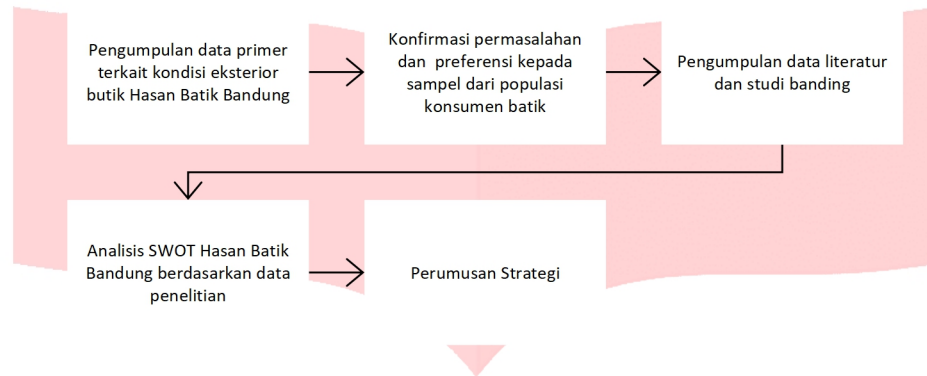 Pengumpulan data primer
terkait kondisi eksterior
butik Hasan Batik Bandung
Konfirmasi permasalahan
dan preferensi kepada
sampel dari populasi
konsumen batik
Pengumpulan data literatur
dan studi banding
Analisis SWOT Hasan Batik
Bandung berdasarkan data
penelitian
Perumusan Strategi